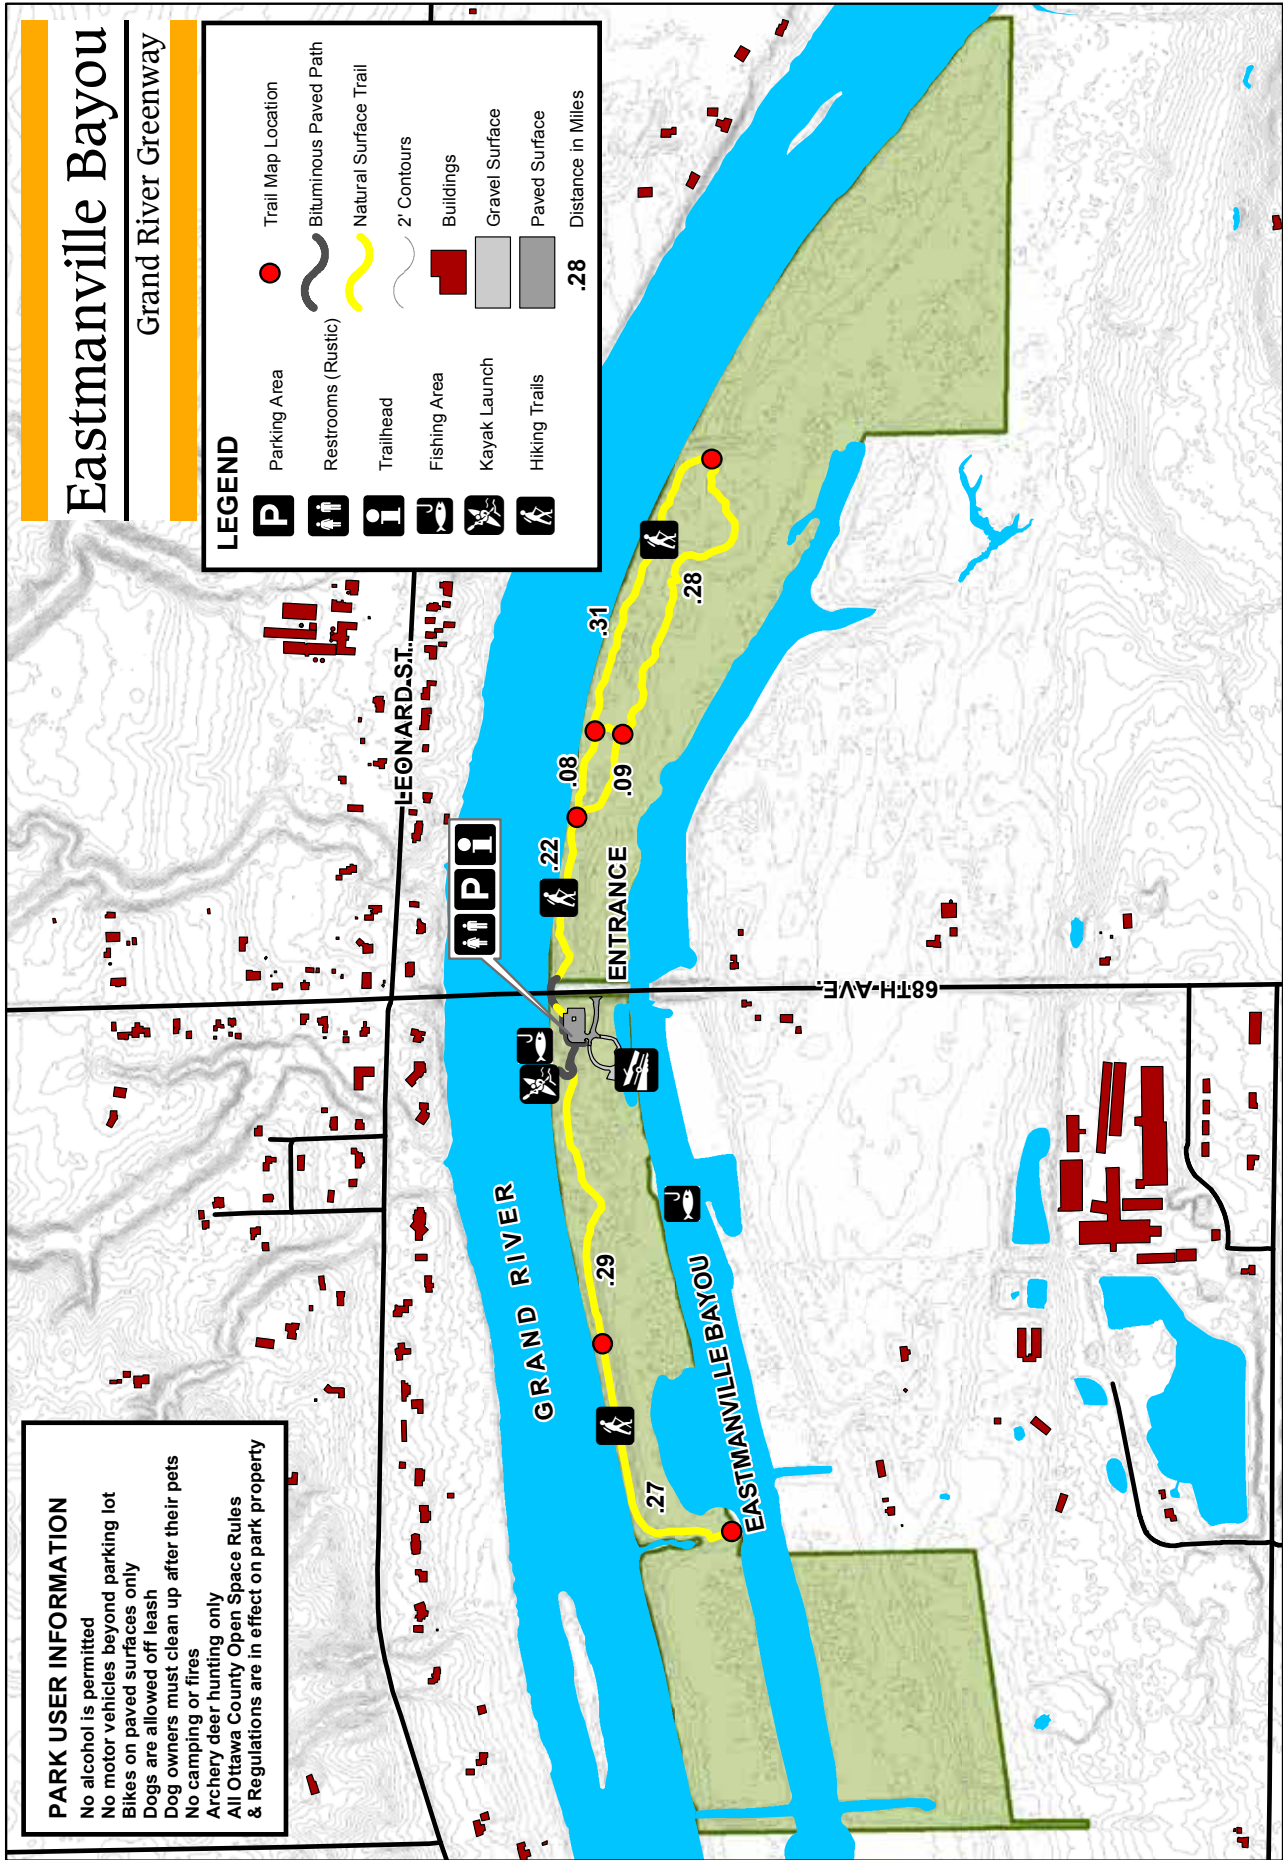 Eastmanville Bayou
Grand River Greenway
LEGEND
P
Parking Area
Restrooms (Rustic)
Trailhead
Fishing Area
Kayak Launch
Hiking Trails
Trail Map Location
Bituminous Paved Path
Natural Surface Trail
2' Contours
Buildings
Gravel Surface
Paved Surface
.28
Distance in Miles
PARK USER INFORMATION
No alcohol is permitted
No motor vehicles beyond parking lot
Bikes on paved surfaces only
Dogs are allowed off leash
Dog owners must clean up after their pets
No camping or fires
Archery deer hunting only
All Ottawa County Open Space Rules
& Regulations are in effect on park property
LEONARD ST.
P
GRAND RIVER
.27
.29
.22
.08
.09
.31
.28
ENTRANCE
EASTMANVILLE BAYOU
68TH AVE.